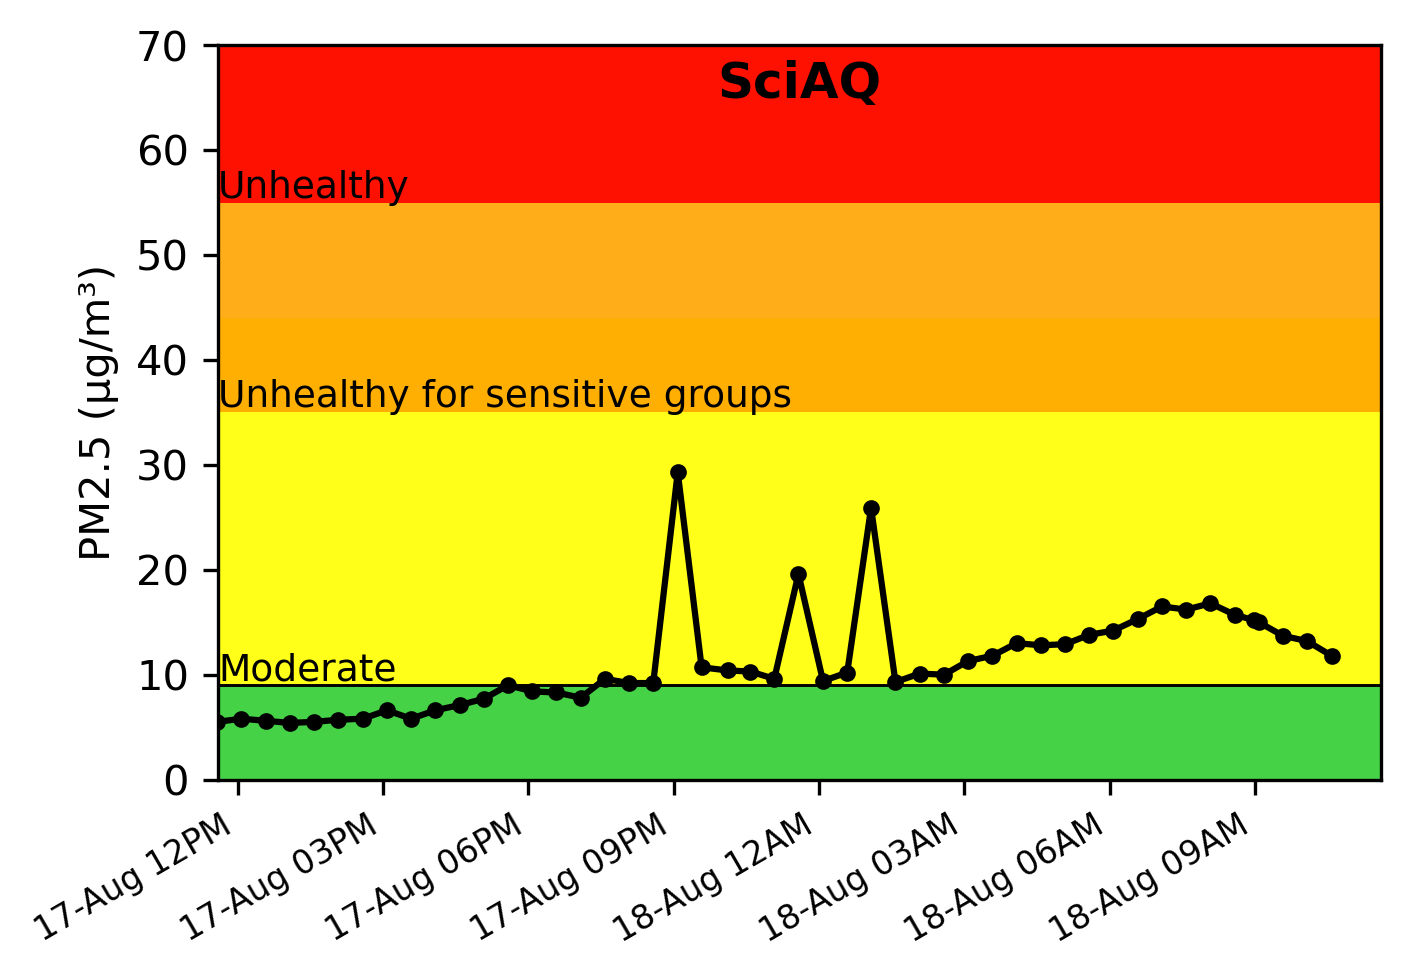 SciAQ
70
60
50
40
30
20
10
0
PM2.5 (µg/m³)
Unhealthy
Unhealthy for sensitive groups
Moderate
17-Aug 12PM
17-Aug 03PM
17-Aug 06PM
17-Aug 09PM
18-Aug 12AM
18-Aug 03AM
18-Aug 06AM
18-Aug 09AM